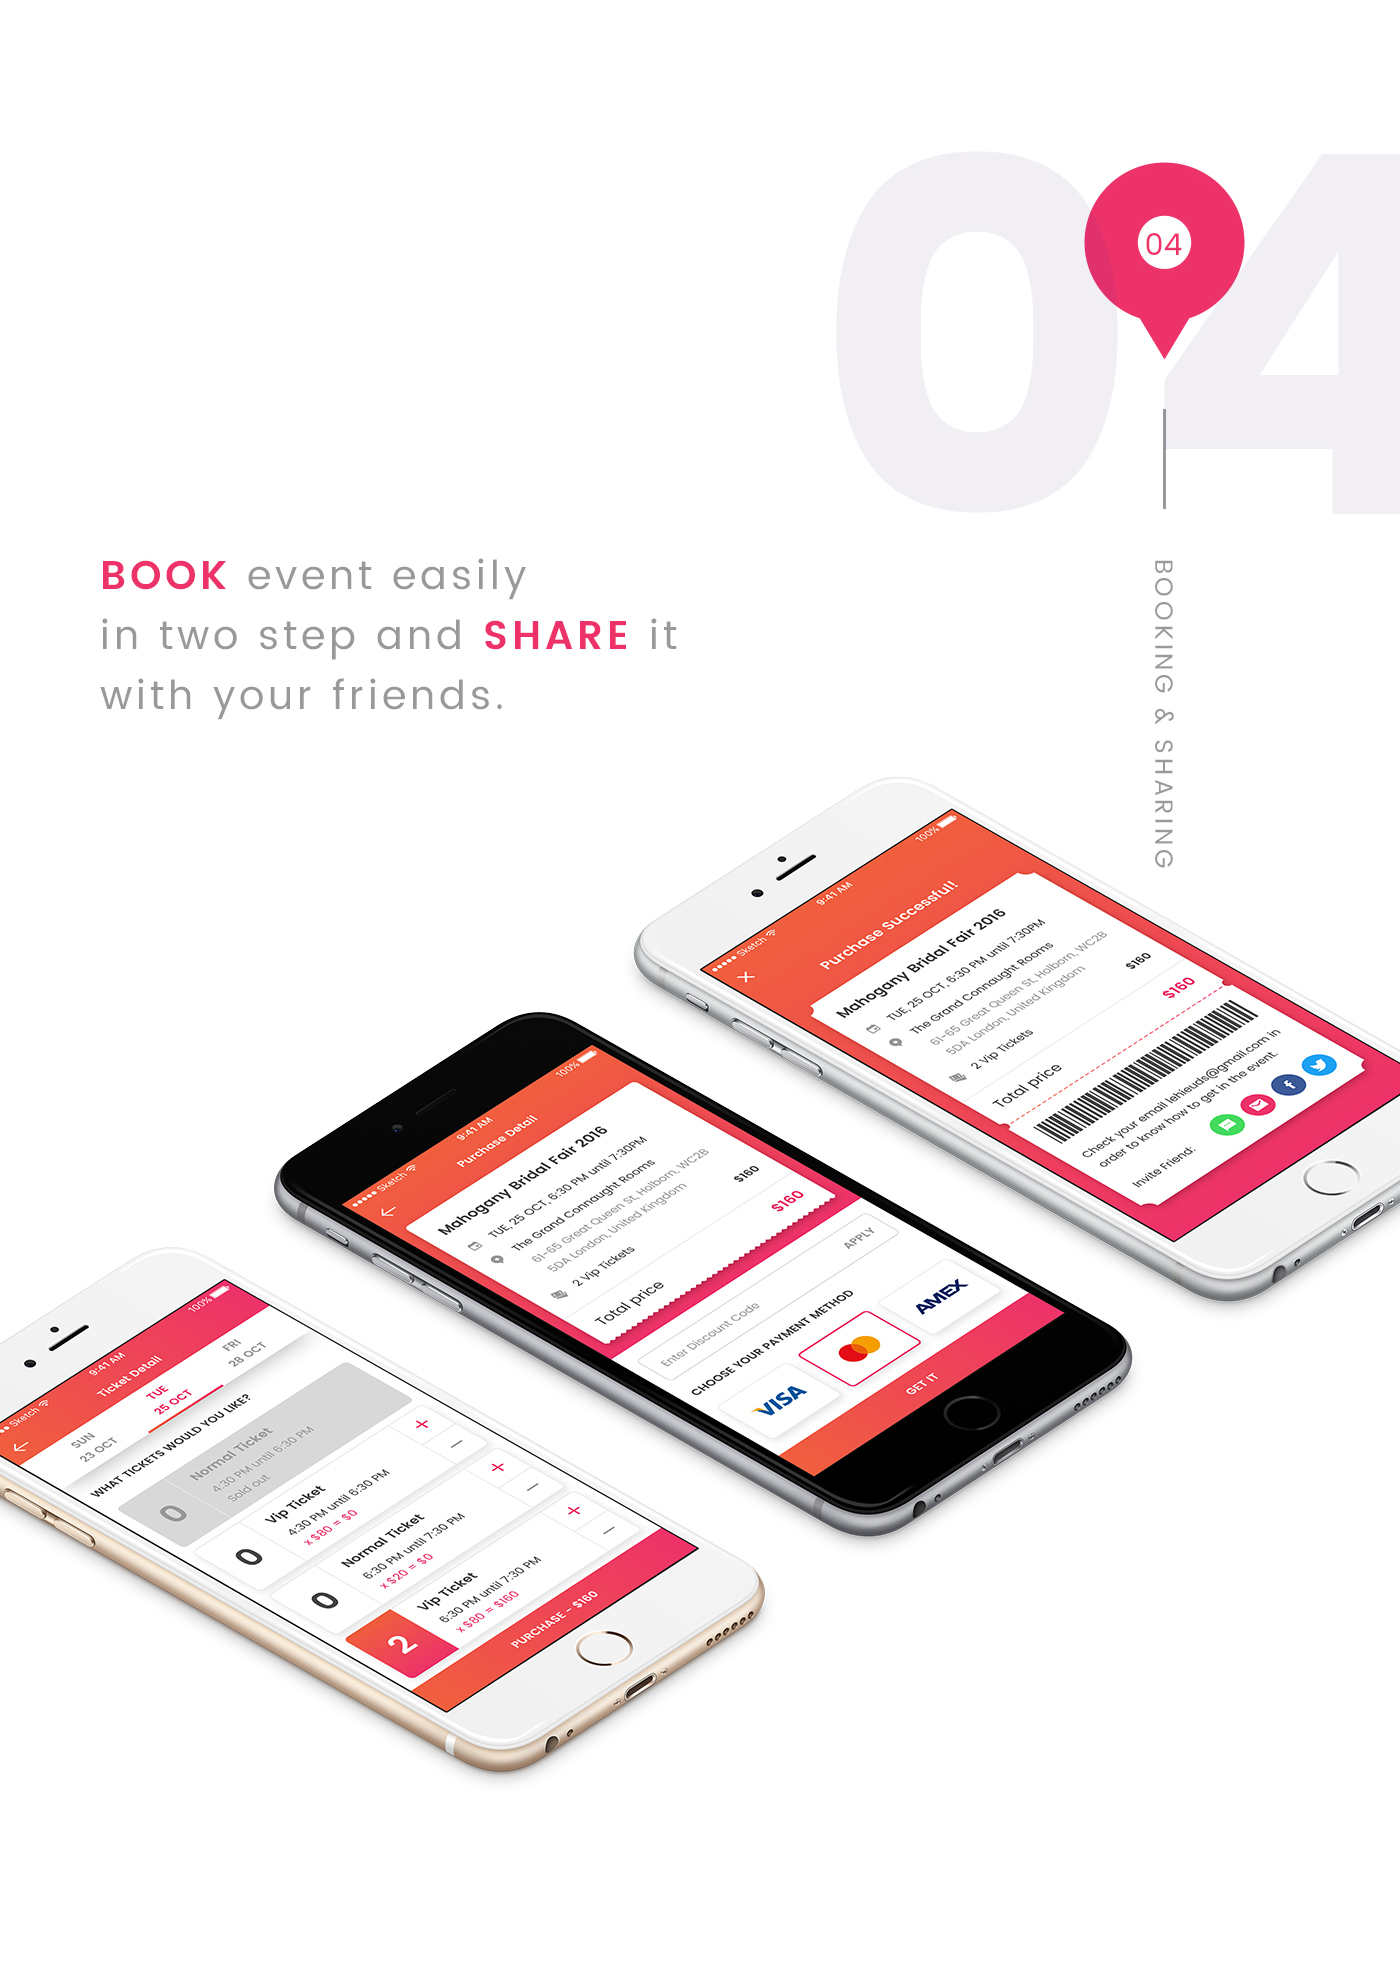 04
04
BOOK event easily
in two step and SHARE it
with your friends.
BOOKING & SHARING
Sketch
9:41 AM
100%
Purchase Successful!
Mahogany Bridal Fair 2016
TUE, 25 OCT, 6:30 PM until 7:30PM
The Grand Connaught Rooms
61-65 Great Queen St, Holborn, WC2B
5DA London, United Kingdom
2 Vip Tickets
$160
Total price
$160
Check your email lehieuds@gmail.com in
order to know how to get in the event.
Invite Friend:
Sketch
9:41 AM
100%
Purchase Detail
Mahogany Bridal Fair 2016
TUE, 25 OCT, 6:30 PM until 7:30PM
The Grand Connaught Rooms
61-65 Great Queen St, Holborn, WC2B
5DA London, United Kingdom
2 Vip Tickets
$160
Total price
$160
Enter Discount Code
APPLY
CHOOSE YOUR PAYMENT METHOD
VISA
AMEX
GET IT
Sketch
9:41 AM
100%
Ticket Detail
SUN
23 OCT
TUE
25 OCT
FRI
28 OCT
WHAT TICKETS WOULD YOU LIKE?
0
Normal Ticket
4:30 PM until 6:30 PM
Sold out
0
Vip Ticket
4:30 PM until 6:30 PM
x $80 = $0
+
−
0
Normal Ticket
6:30 PM until 7:30 PM
x $20 = $0
+
−
2
Vip Ticket
6:30 PM until 7:30 PM
x $80 = $160
+
−
PURCHASE - $160